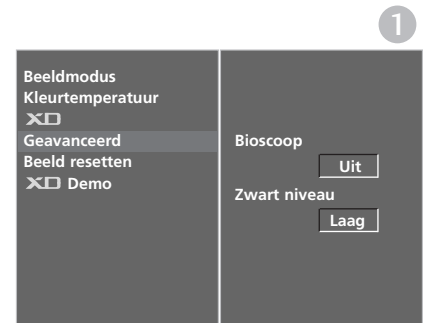 1
Beeldmodus
Kleurtemperatuur
XD
Geavanceerd
Beeld resetten
XD Demo
Bioscoop
Uit
Zwart niveau
Laag